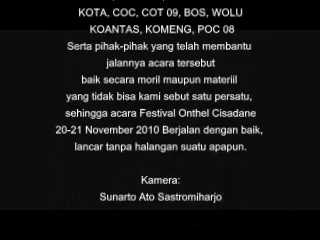 KOTA, COC, COT 09, BOS, WOLU
KOANTAS, KOMENG, POC 08
Serta pihak-pihak yang telah membantu
jalannya acara tersebut
baik secara moril maupun materiil
yang tidak bisa kami sebut satu persatu,
sehingga acara Festival Onthel Cisadane
20-21 November 2010 Berjalan dengan baik,
lancar tanpa halangan suatu apapun.
Kamera:
Sunarto Ato Sastromiharjo